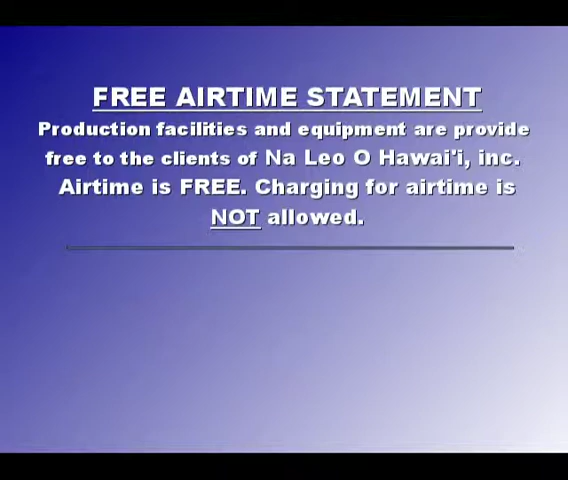 FREE AIRTIME STATEMENT
Production facilities and equipment are provide
free to the clients of Na Leo O Hawai'i, inc.
Airtime is FREE. Charging for airtime is
NOT allowed.